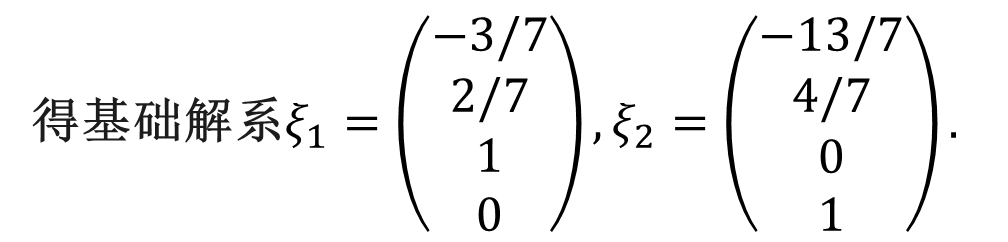 得基础解系ξ₁ = (−3/7, 2/7, 1, 0), ξ₂ = (−13/7, 4/7, 0, 1).